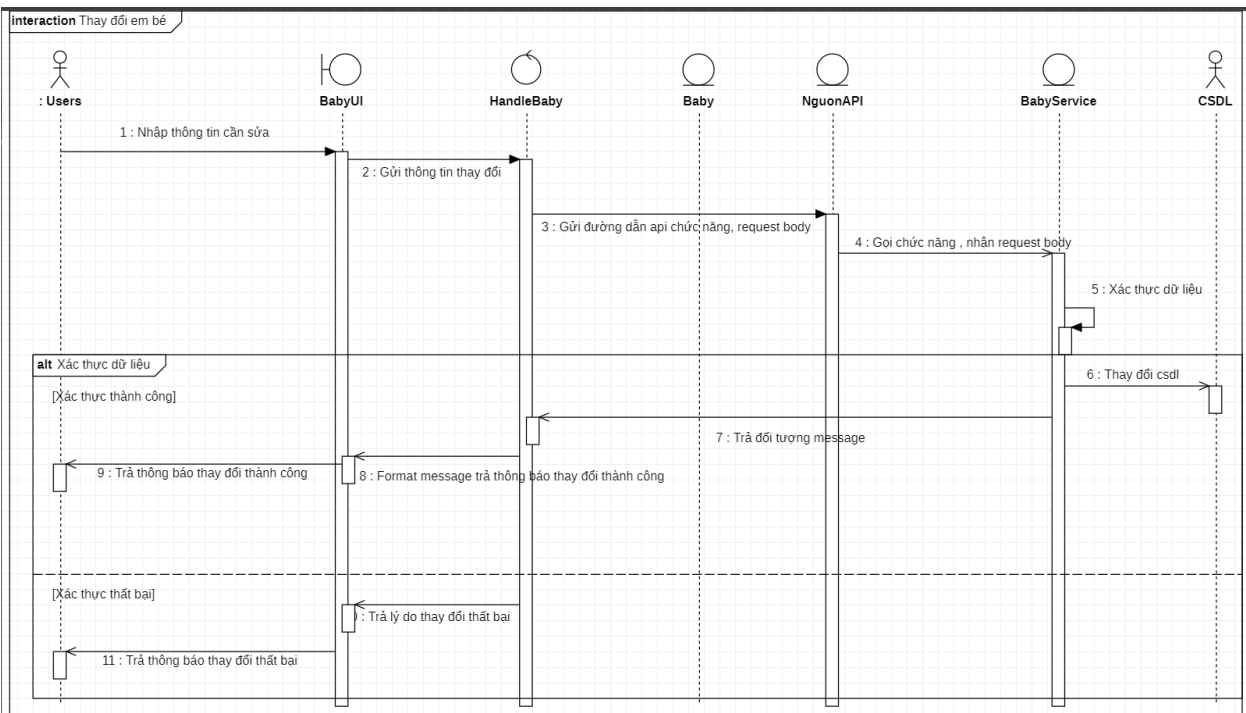 interaction Thay đổi em bé
: Users
BabyUI
HandleBaby
Baby
NguonAPI
BabyService
CSDL
1 : Nhập thông tin cần sửa
2 : Gửi thông tin thay đổi
3 : Gửi đường dẫn api chức năng, request body
4 : Gọi chức năng , nhận request body
5 : Xác thực dữ liệu
alt Xác thực dữ liệu
6 : Thay đổi csdl
[Xác thực thành công]
7 : Trả đối tượng message
9 : Trả thông báo thay đổi thành công
8 : Format message trả thông báo thay đổi thành công
[Xác thực thất bại]
: Trả lý do thay đổi thất bại
11 : Trả thông báo thay đổi thất bại